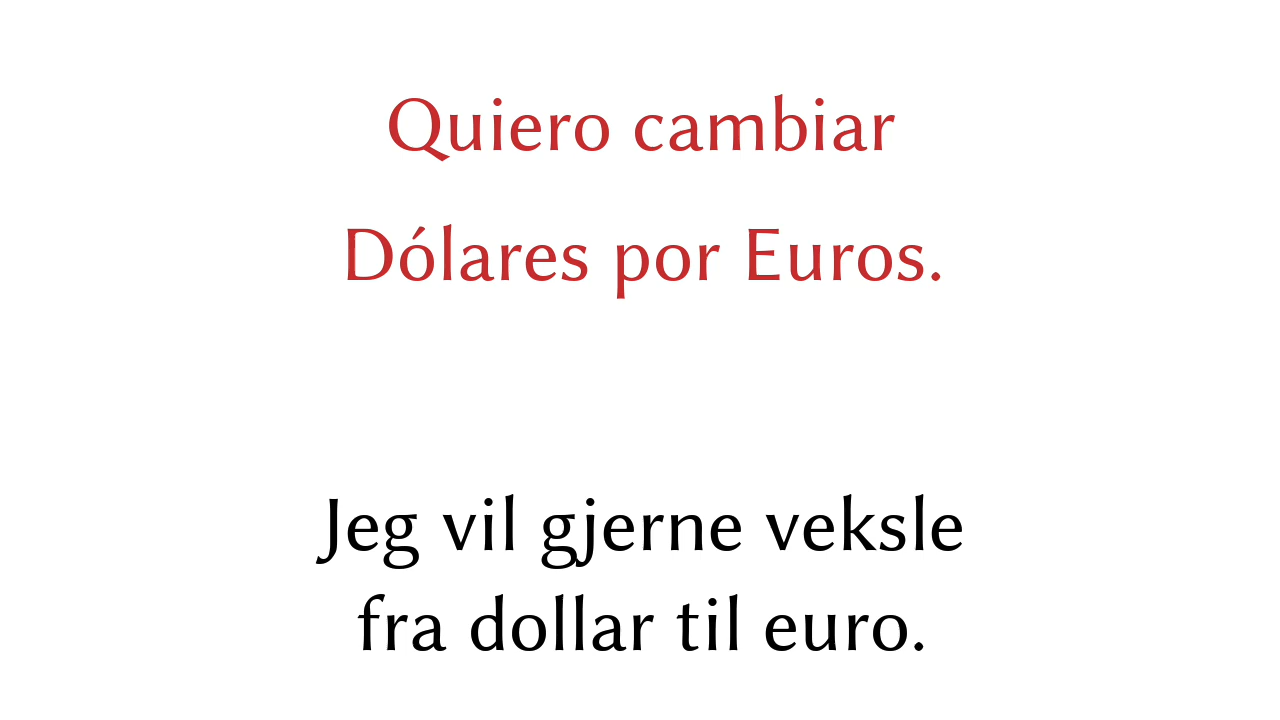 Quiero cambiar
Dólares por Euros.
Jeg vil gjerne veksle
fra dollar til euro.